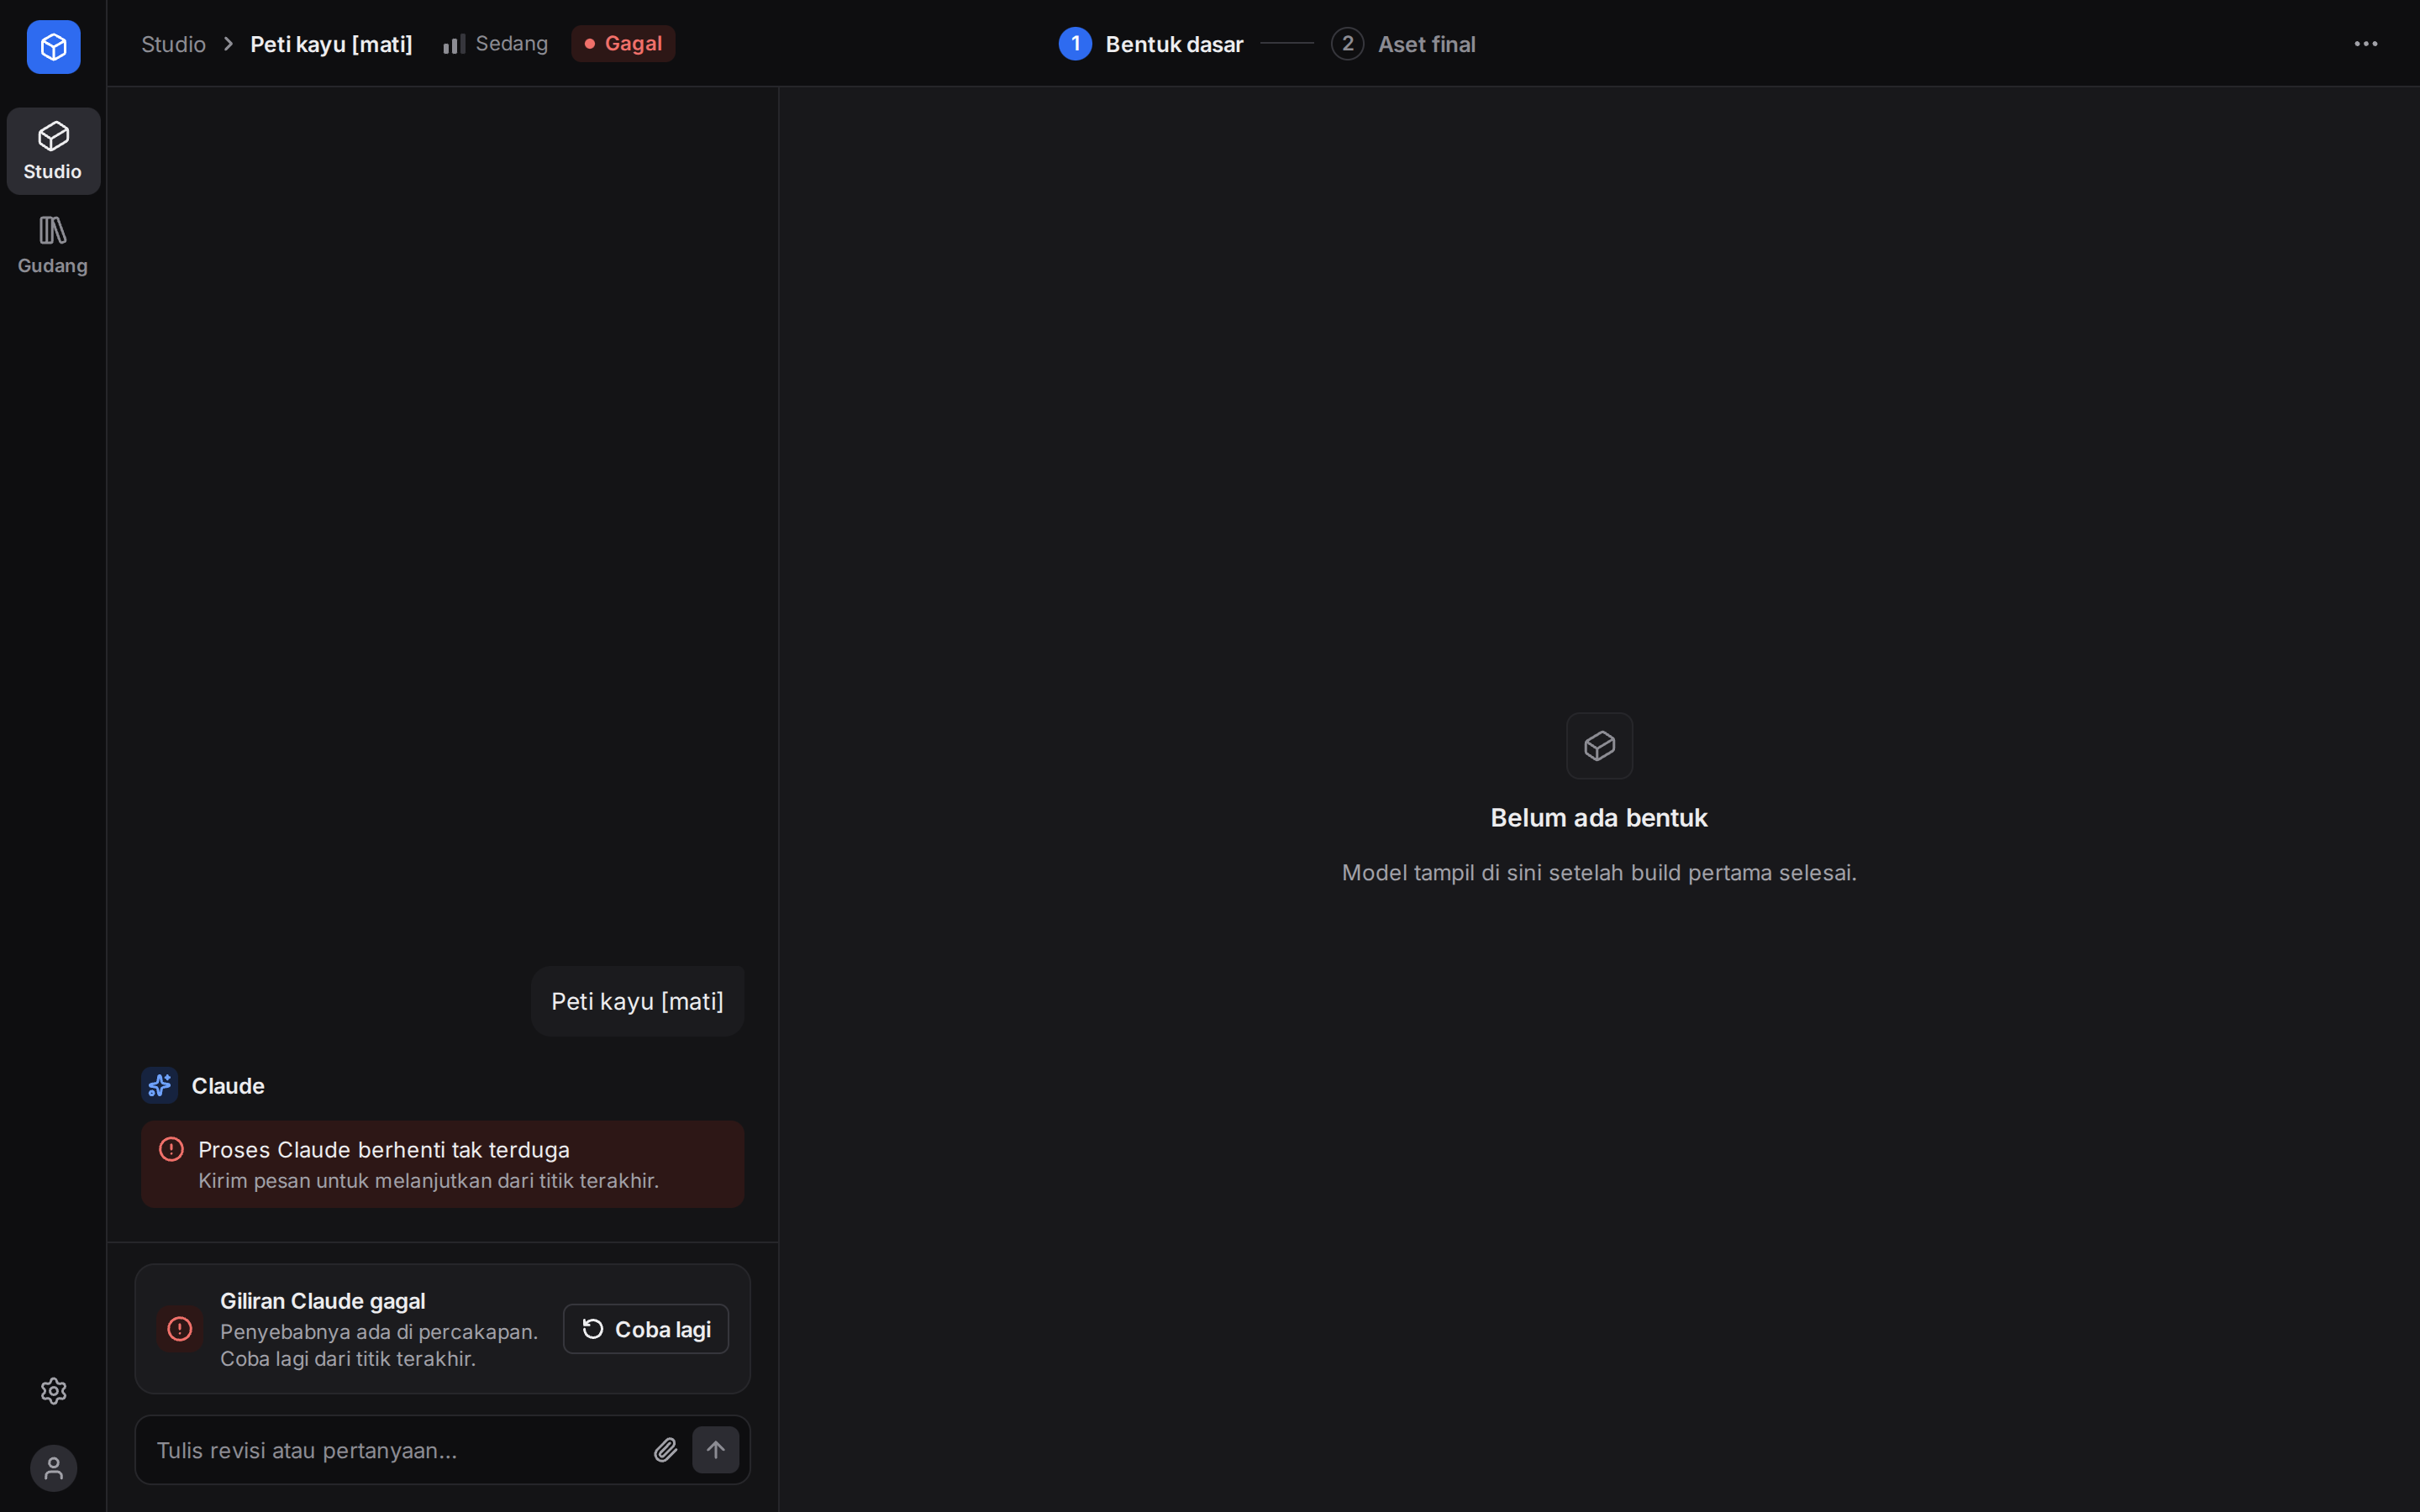 Studio
Gudang
Studio
Peti kayu [mati]
Sedang
Gagal
1
Bentuk dasar
2
Aset final
Belum ada bentuk
Model tampil di sini setelah build pertama selesai.
Peti kayu [mati]
Claude
Proses Claude berhenti tak terduga
Kirim pesan untuk melanjutkan dari titik terakhir.
Giliran Claude gagal
Penyebabnya ada di percakapan.
Coba lagi dari titik terakhir.
Coba lagi
Tulis revisi atau pertanyaan...